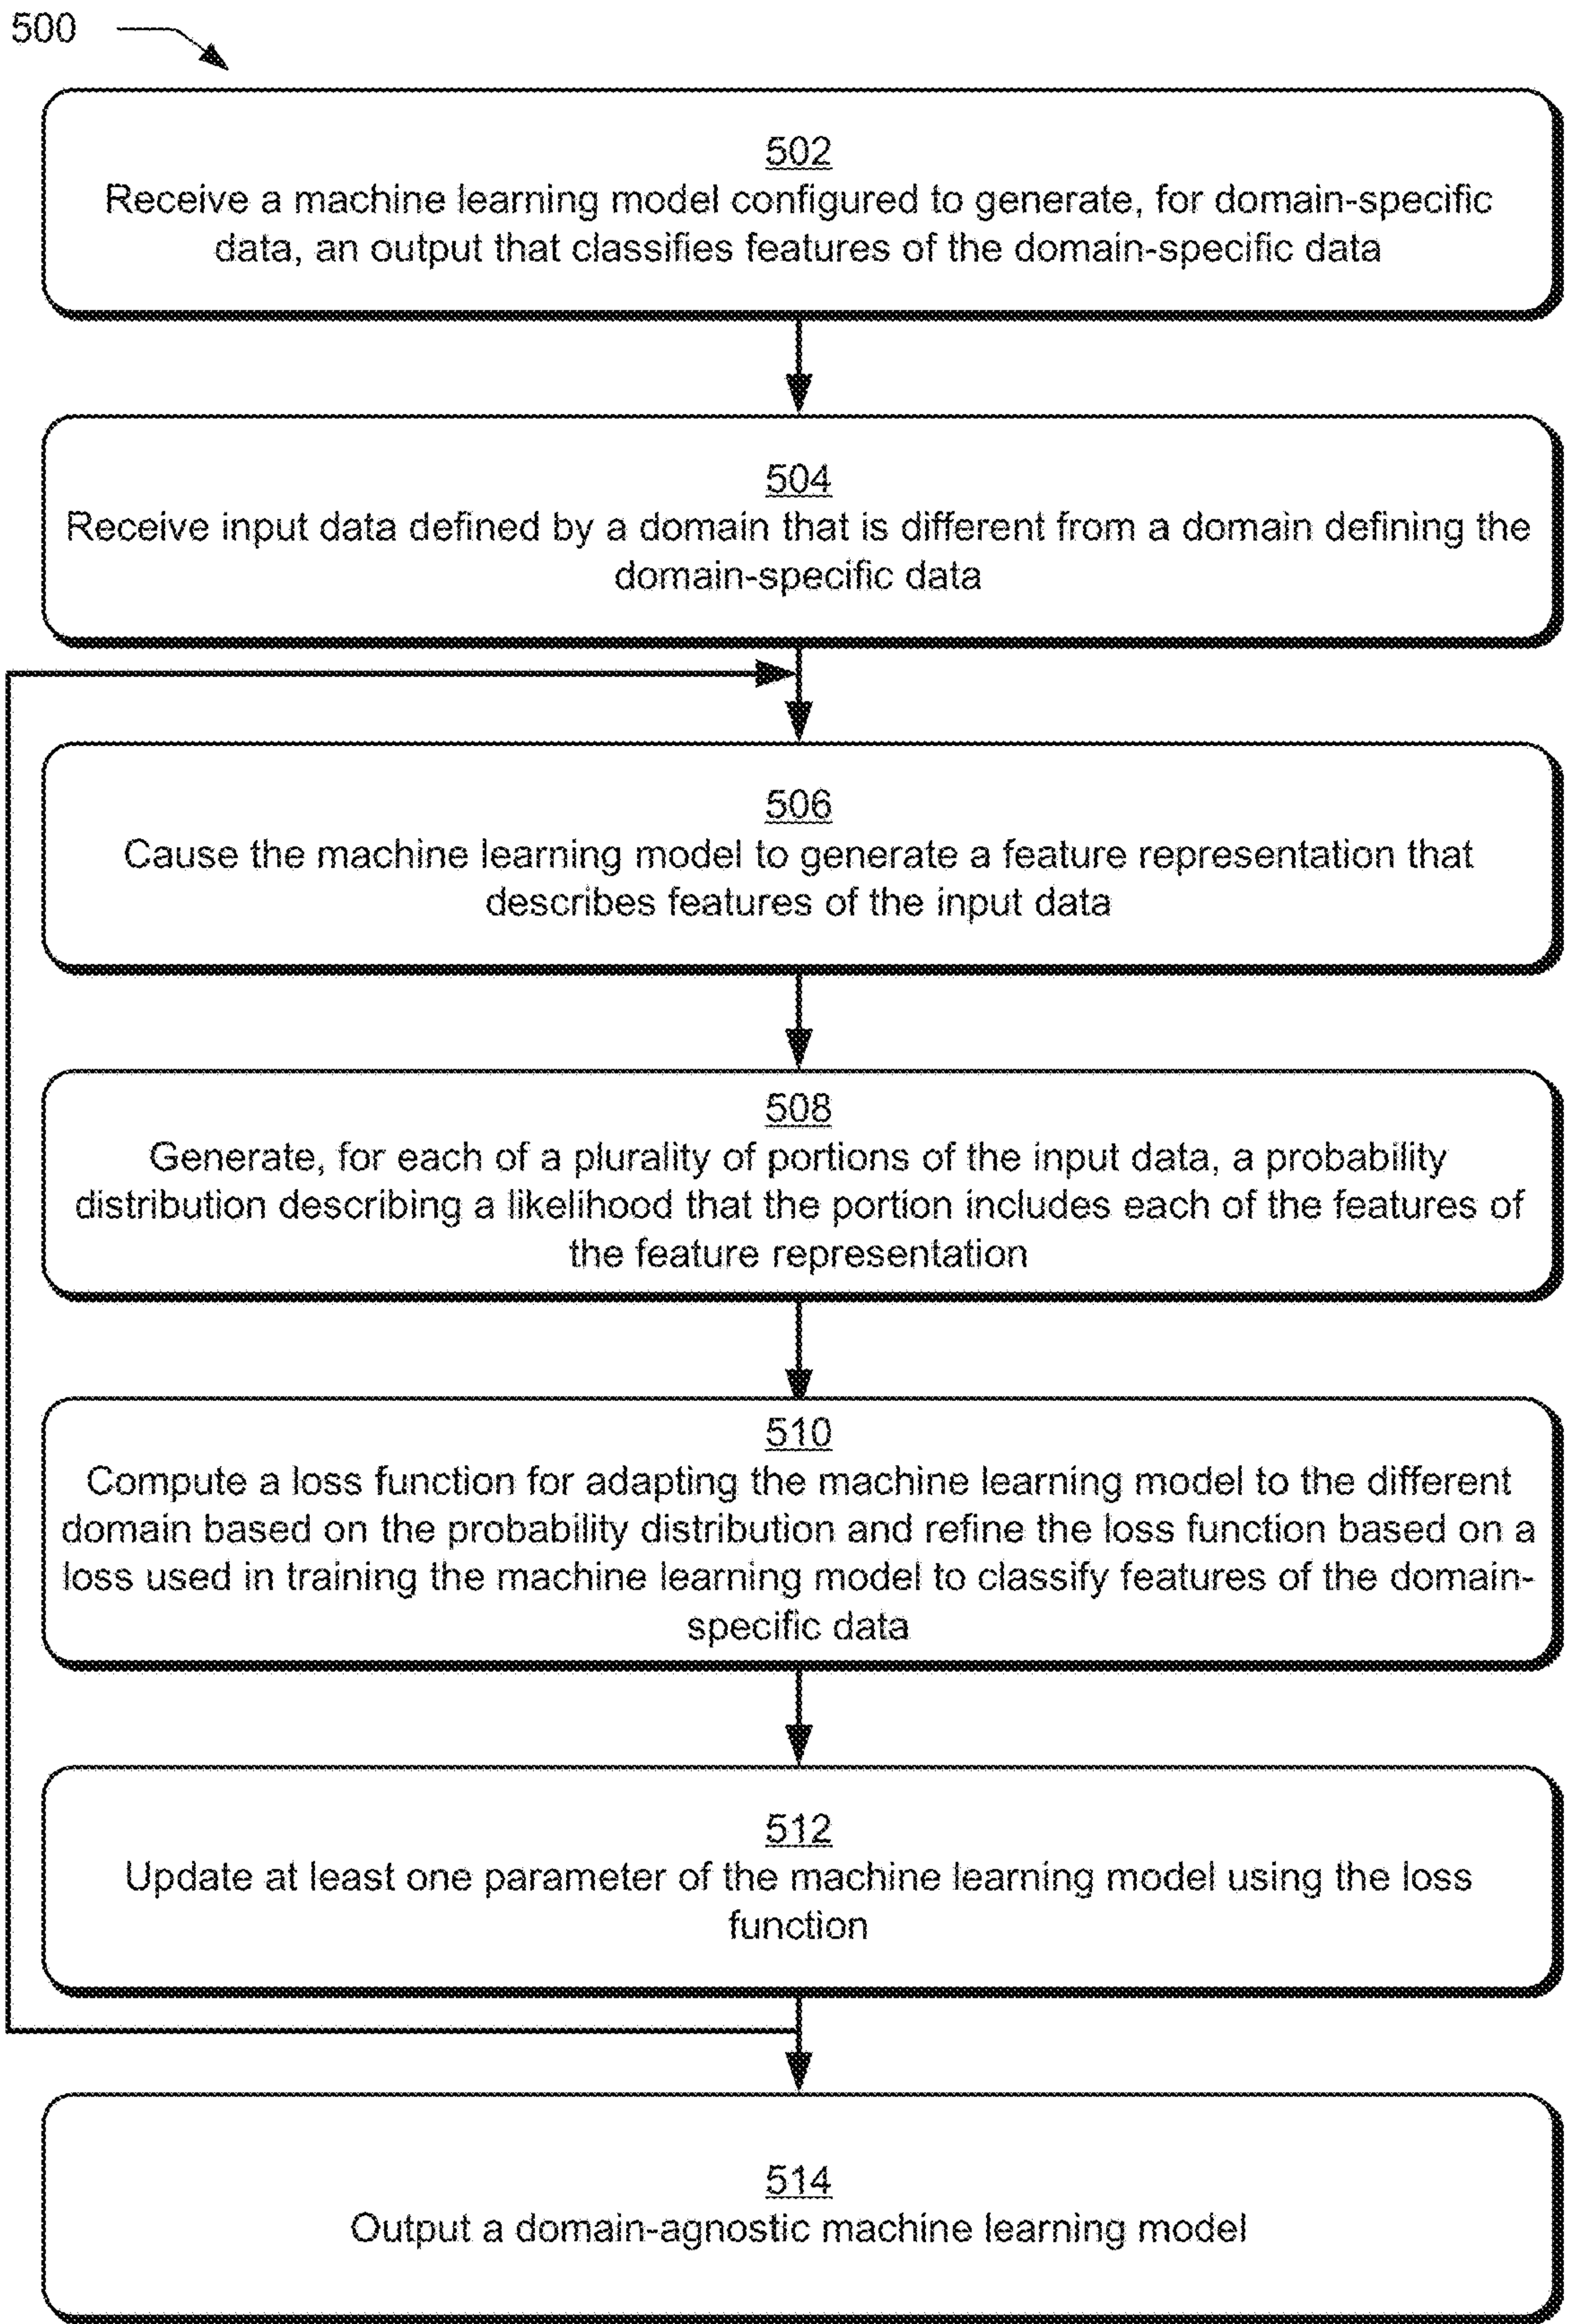 500
502
Receive a machine learning model configured to generate, for domain-specific
data, an output that classifies features of the domain-specific data
504
Receive input data defined by a domain that is different from a domain defining the
domain-specific data
506
Cause the machine learning model to generate a feature representation that
describes features of the input data
508
Generate, for each of a plurality of portions of the input data, a probability
distribution describing a likelihood that the portion includes each of the features of
the feature representation
510
Compute a loss function for adapting the machine learning model to the different
domain based on the probability distribution and refine the loss function based on a
loss used in training the machine learning model to classify features of the domain-
specific data
512
Update at least one parameter of the machine learning model using the loss
function
514
Output a domain-agnostic machine learning model